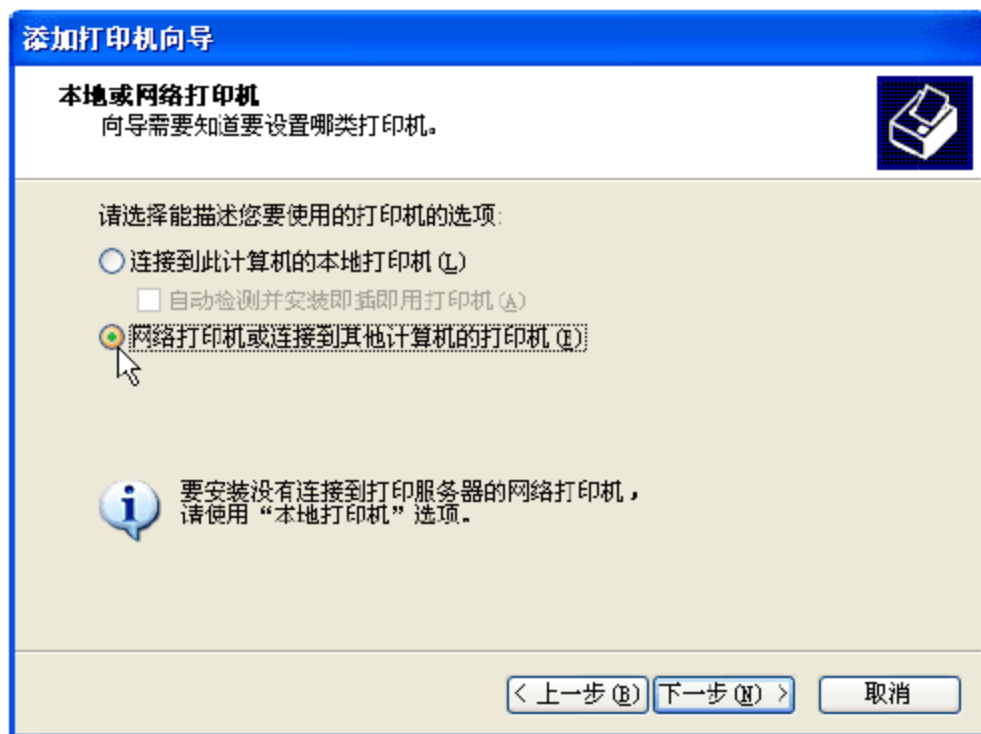 添加打印机向导
本地或网络打印机
向导需要知道要设置哪类打印机。
请选择能描述您要使用的打印机的选项:
连接到此计算机的本地打印机(L)
自动检测并安装即插即用打印机(A)
网络打印机或连接到其他计算机的打印机(E)
要安装没有连接到打印服务器的网络打印机，
请使用“本地打印机”选项。
< 上一步(B) 下一步(N) > 取消